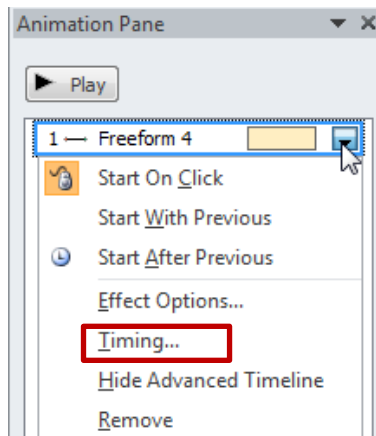 Animation Pane
Play
1 Freeform 4
Start On Click
Start With Previous
Start After Previous
Effect Options...
Timing...
Hide Advanced Timeline
Remove